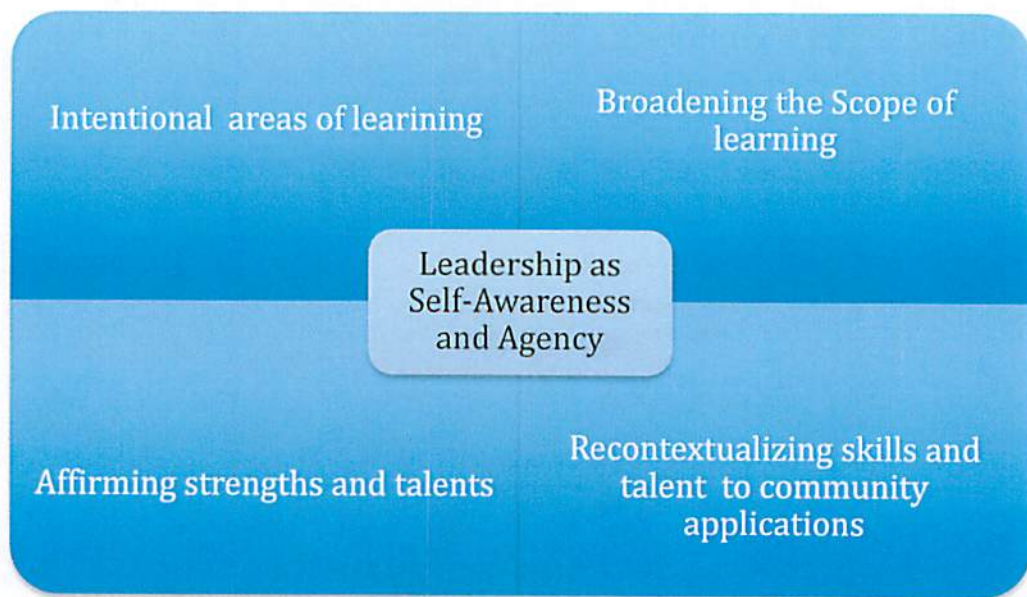 Intentional areas of learining
Broadening the Scope of
learning
Leadership as
Self-Awareness
and Agency
Affirming strengths and talents
Recontextualizing skills and
talent to community
applications